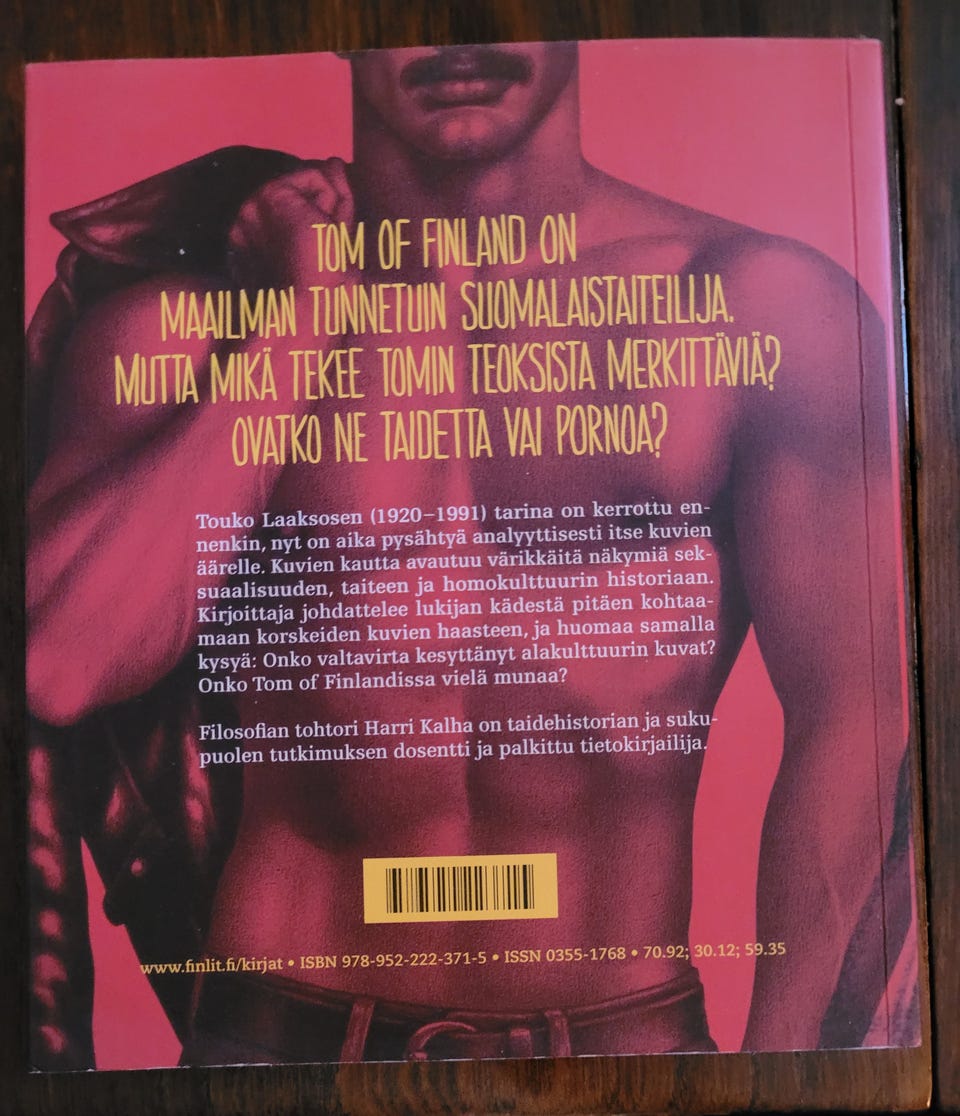 TOM OF FINLAND ON
MAAILMAN TUNNETUIN SUOMALAISTAITEILIJA.
MUTTA MIKÄ TEKEE TOMIN TEOKSISTA MERKITTÄVIÄ?
OVATKO NE TAIDETTA VAI PORNOA?
Touko Laaksosen (1920–1991) tarina on kerrottu en-
nenkin, nyt on aika pysähtyä analyyttisesti itse kuvien
äärelle. Kuvien kautta avautuu värikkäitä näkymiä sek-
suaalisuuden, taiteen ja homokulttuurin historiaan.
Kirjoittaja johdattelee lukijan kädestä pitäen kohtaa-
maan korskeiden kuvien haasteen, ja huomaa samalla
kysyä: Onko valtavirta kesyttänyt alakulttuurin kuvat?
Onko Tom of Finlandissa vielä munaa?
Filosofian tohtori Harri Kalha on taidehistorian ja suku-
puolen tutkimuksen dosentti ja palkittu tietokirjailija.
www.finlit.fi/kirjat • ISBN 978-952-222-371-5 • ISSN 0355-1768 • 70.92; 30.12; 59.35